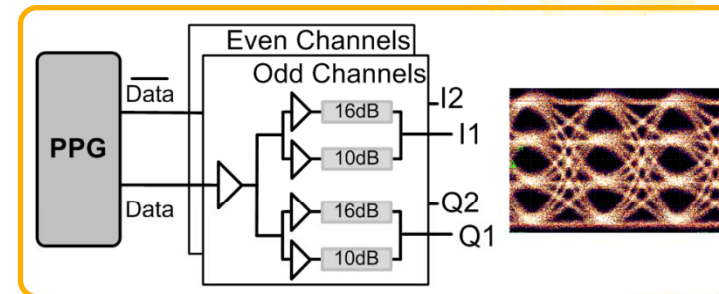 Even Channels
Odd Channels
Data
PPG
Data
16dB
10dB
16dB
10dB
I2
I1
Q2
Q1